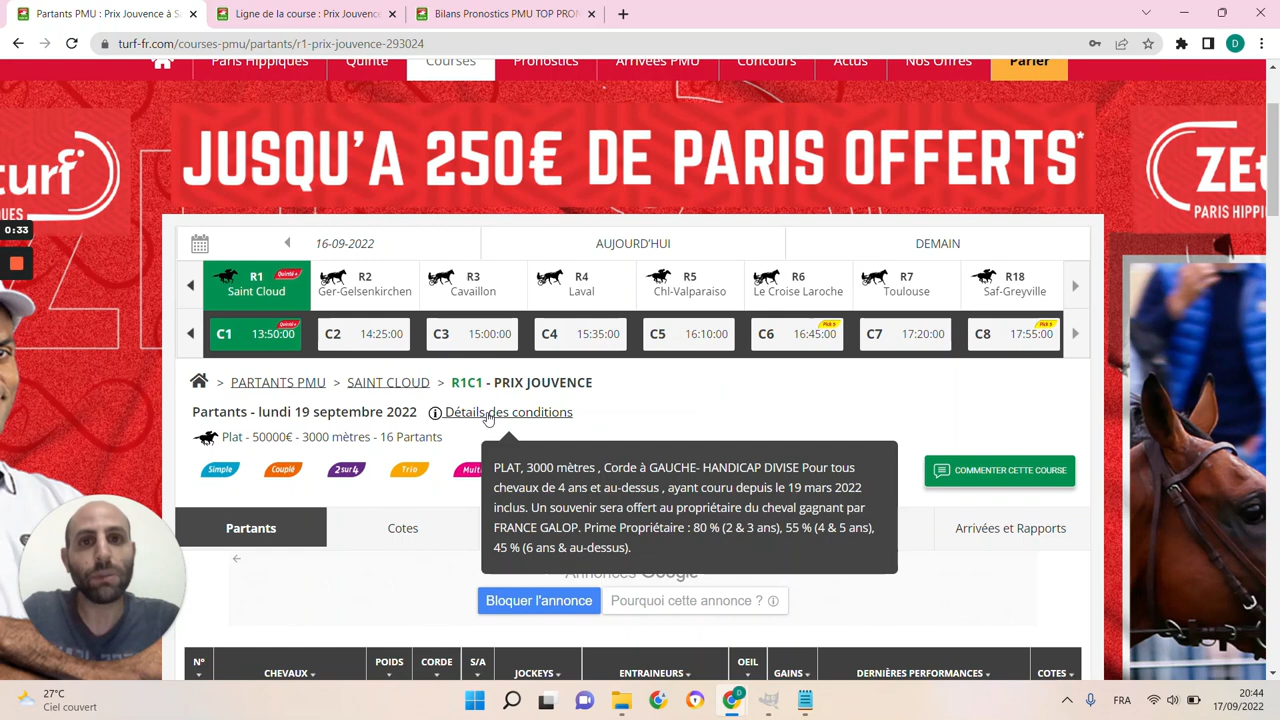 Partants PMU : Prix Jouvence à S
Ligne de la course : Prix Jouvence
Bilans Pronostics PMU TOP PRON
turf-fr.com/courses-pmu/partants/r1-prix-jouvence-293024
D
Paris Hippiques
Quinté
Courses
Pronostics
Arrivées PMU
Concours
Actus
Nos Offres
Parier
JUSQU'A 250€ DE PARIS OFFERTS*
turf
ZEt
PARIS HIPPI
0:33
16-09-2022
AUJOURD'HUI
DEMAIN
R1 Quinté+
Saint Cloud
R2
Ger-Gelsenkirchen
R3
Cavaillon
R4
Laval
R5
Chl-Valparaiso
R6
Le Croise Laroche
R7
Toulouse
R18
Saf-Greyville
C1 13:50:00 Quinté+
C2 14:25:00
C3 15:00:00
C4 15:35:00
C5 16:10:00
C6 16:45:00 Pick 5
C7 17:20:00
C8 17:55:00 Pick 5
> PARTANTS PMU > SAINT CLOUD > R1C1 - PRIX JOUVENCE
Partants - lundi 19 septembre 2022 Détails des conditions
Plat - 50000€ - 3000 mètres - 16 Partants
Simple
Couplé
2sur4
Trio
Multi
PLAT, 3000 mètres , Corde à GAUCHE- HANDICAP DIVISE Pour tous
chevaux de 4 ans et au-dessus , ayant couru depuis le 19 mars 2022
inclus. Un souvenir sera offert au propriétaire du cheval gagnant par
FRANCE GALOP. Prime Propriétaire : 80 % (2 & 3 ans), 55 % (4 & 5 ans),
45 % (6 ans & au-dessus).
COMMENTER CETTE COURSE
Partants
Cotes
Arrivées et Rapports
Annonces Google
Bloquer l'annonce
Pourquoi cette annonce ?
N°
CHEVAUX
POIDS
CORDE
S/A
JOCKEYS
ENTRAINEURS
OEIL
GAINS
DERNIÈRES PERFORMANCES
COTES
27°C
Ciel couvert
FRA
20:44
17/09/2022